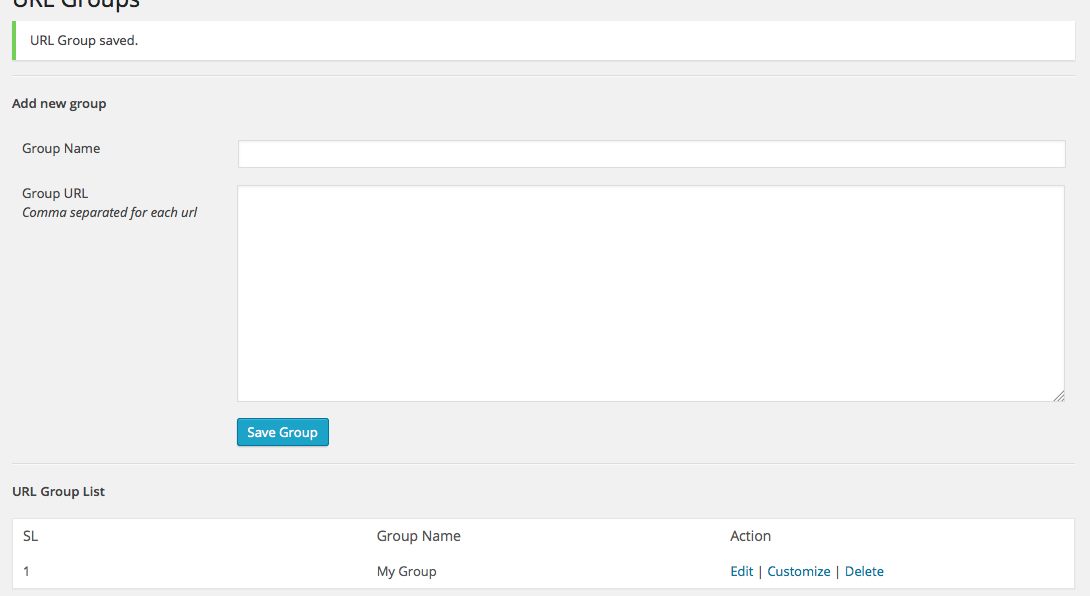 URL Groups
URL Group saved.
Add new group
Group Name
Group URL
Comma separated for each url
Save Group
URL Group List
SL Group Name Action
1 My Group Edit | Customize | Delete